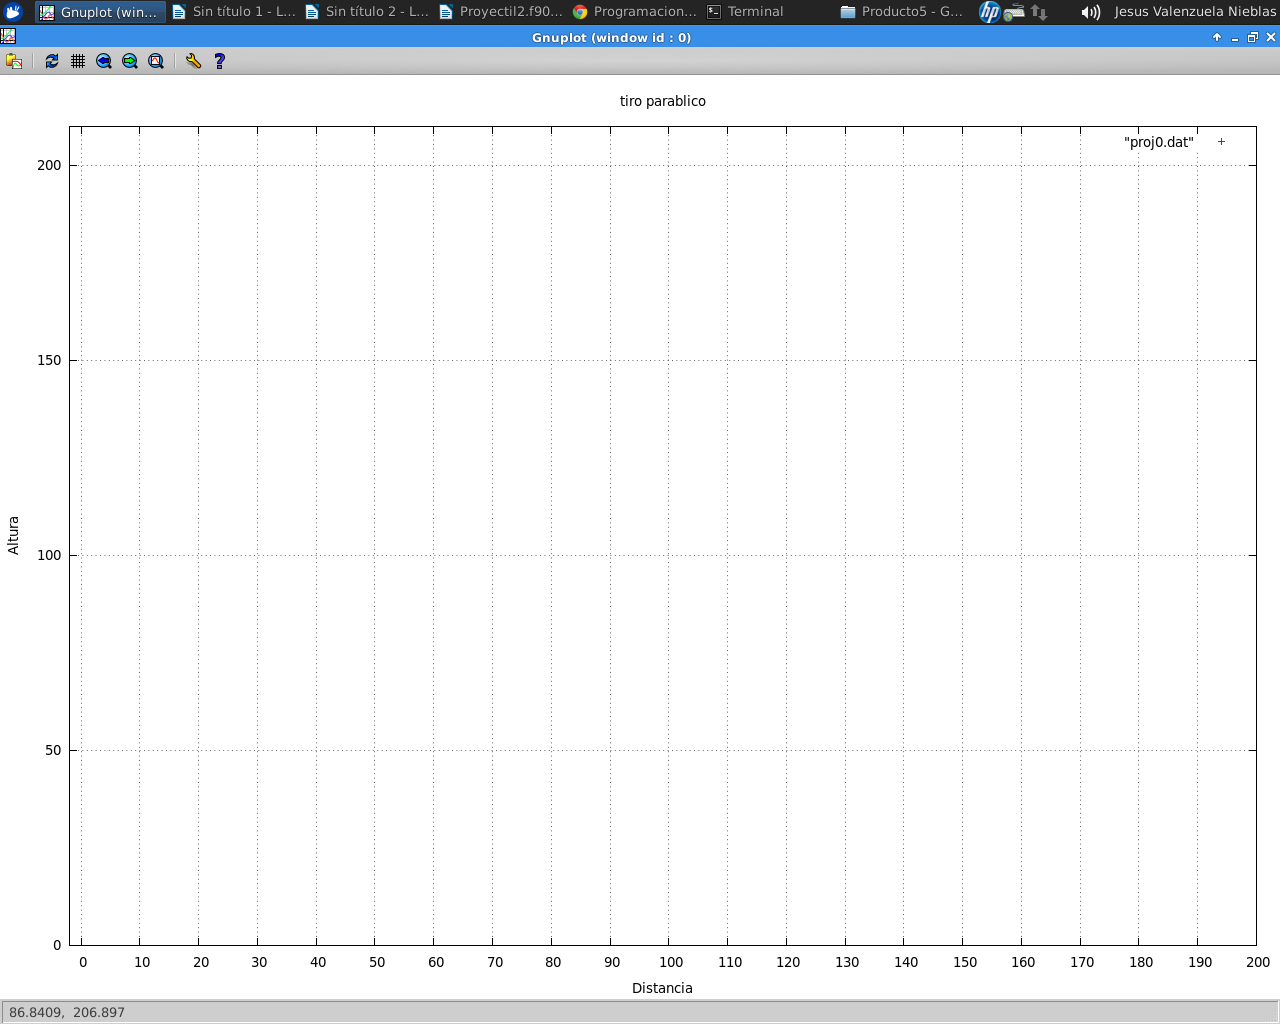 Gnuplot (win... Sin título 1 - L... Sin título 2 - L... Proyectil2.f90... Programacion... Terminal Producto5 - G... hp Jesus Valenzuela Nieblas
Gnuplot (window id : 0)
tiro parablico
"proj0.dat"
200
150
100
50
0
Altura
0 10 20 30 40 50 60 70 80 90 100 110 120 130 140 150 160 170 180 190 200
Distancia
86.8409, 206.897